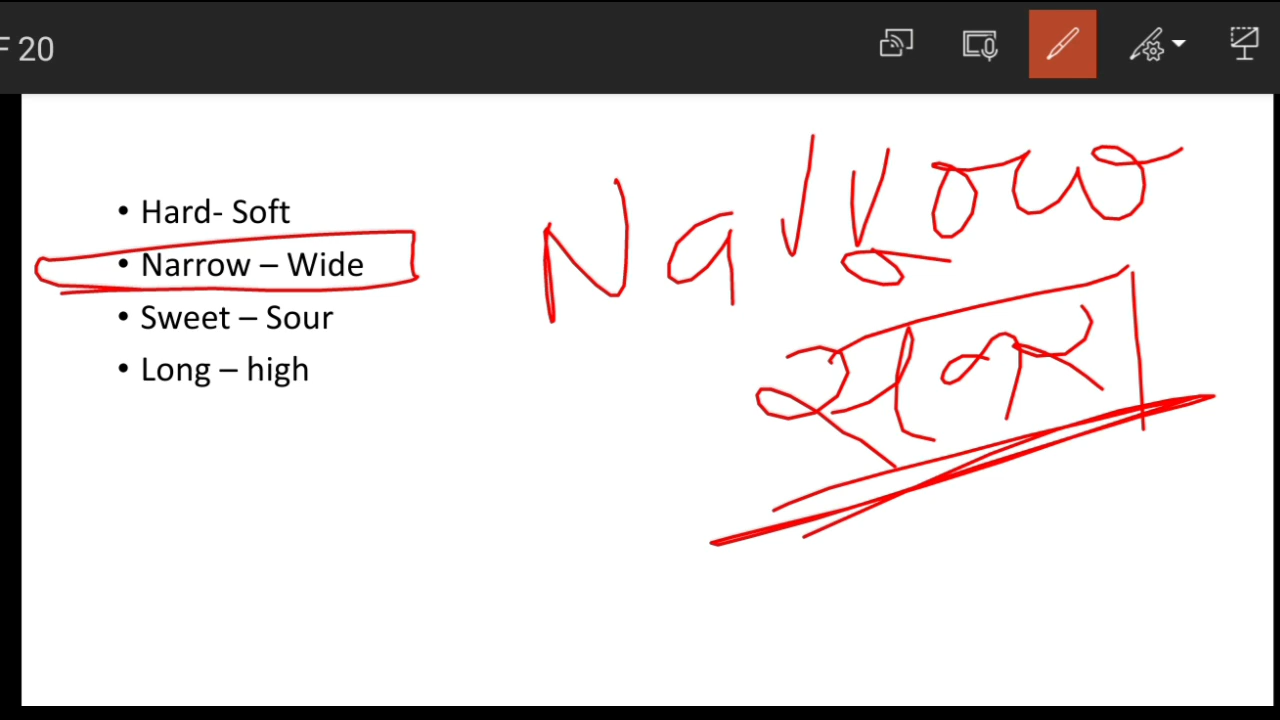 F 20
• Hard- Soft
• Narrow – Wide
• Sweet – Sour
• Long – high
Narrow